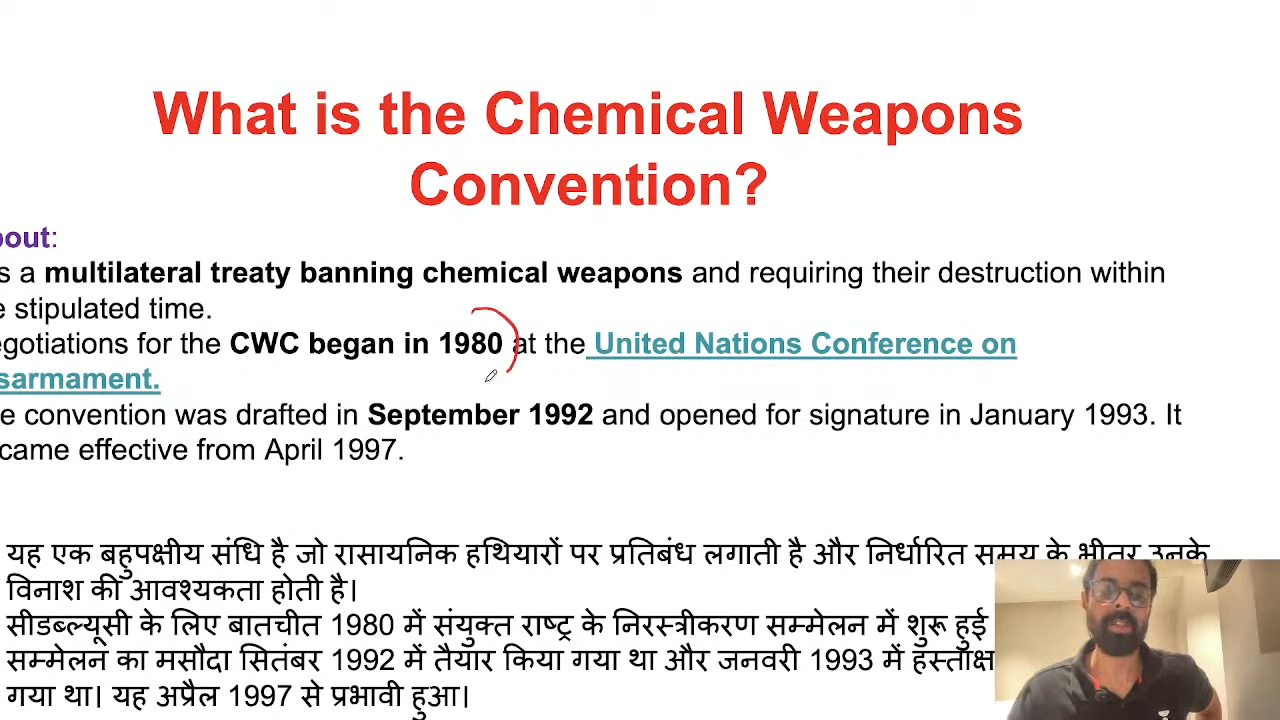 What is the Chemical Weapons
Convention?
bout:
s a multilateral treaty banning chemical weapons and requiring their destruction within
e stipulated time.
egotiations for the CWC began in 1980 at the United Nations Conference on
sarmament.
e convention was drafted in September 1992 and opened for signature in January 1993. It
came effective from April 1997.
यह एक बहुपक्षीय संधि है जो रासायनिक हथियारों पर प्रतिबंध लगाती है और निर्धारित समय के भीतर उनके
विनाश की आवश्यकता होती है।
सीडब्ल्यूसी के लिए बातचीत 1980 में संयुक्त राष्ट्र के निरस्त्रीकरण सम्मेलन में शुरू हुई
सम्मेलन का मसौदा सितंबर 1992 में तैयार किया गया था और जनवरी 1993 में हस्ताक्ष
गया था। यह अप्रैल 1997 से प्रभावी हुआ।